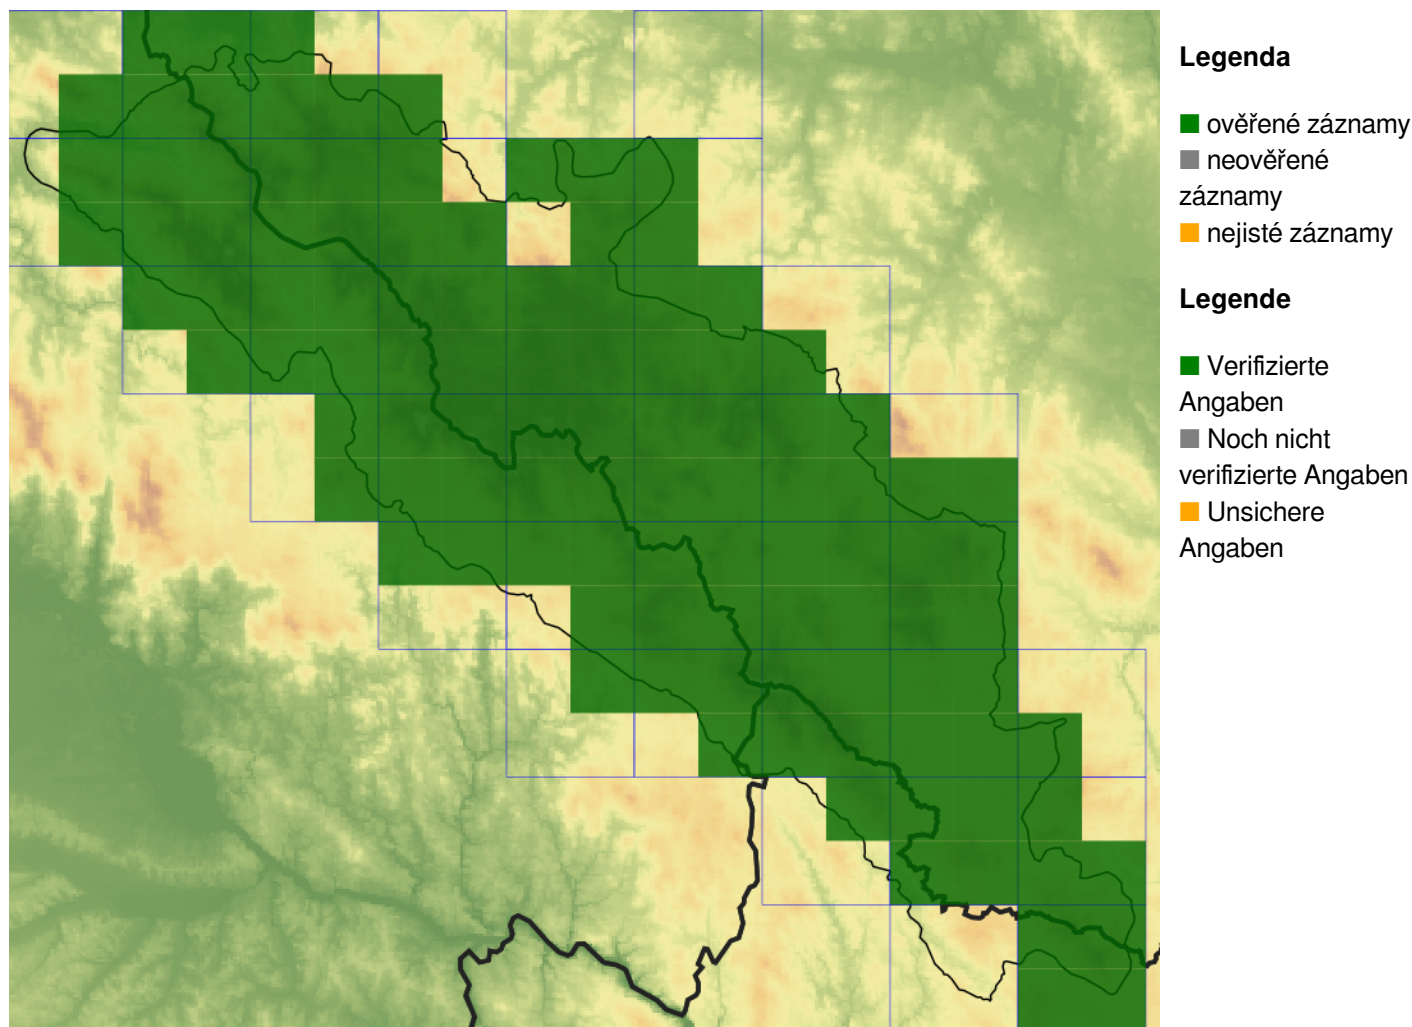 Legenda
ověřené záznamy
neověřené
záznamy
nejisté záznamy
Legende
Verifizierte
Angaben
Noch nicht
verifizierte Angaben
Unsichere
Angaben